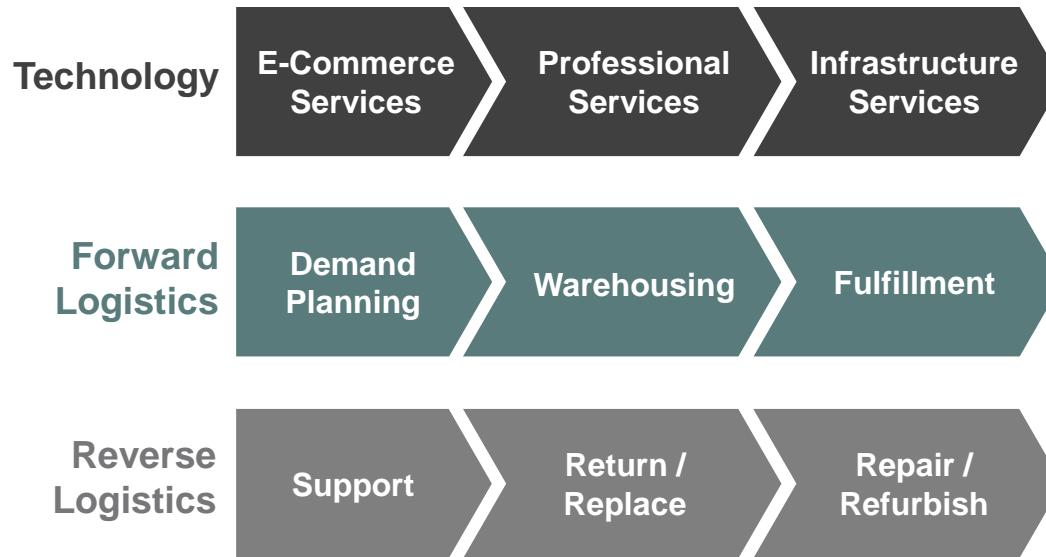 Technology
E-Commerce
Services
Professional
Services
Infrastructure
Services
Forward
Logistics
Demand
Planning
Warehousing
Fulfillment
Reverse
Logistics
Support
Return /
Replace
Repair /
Refurbish